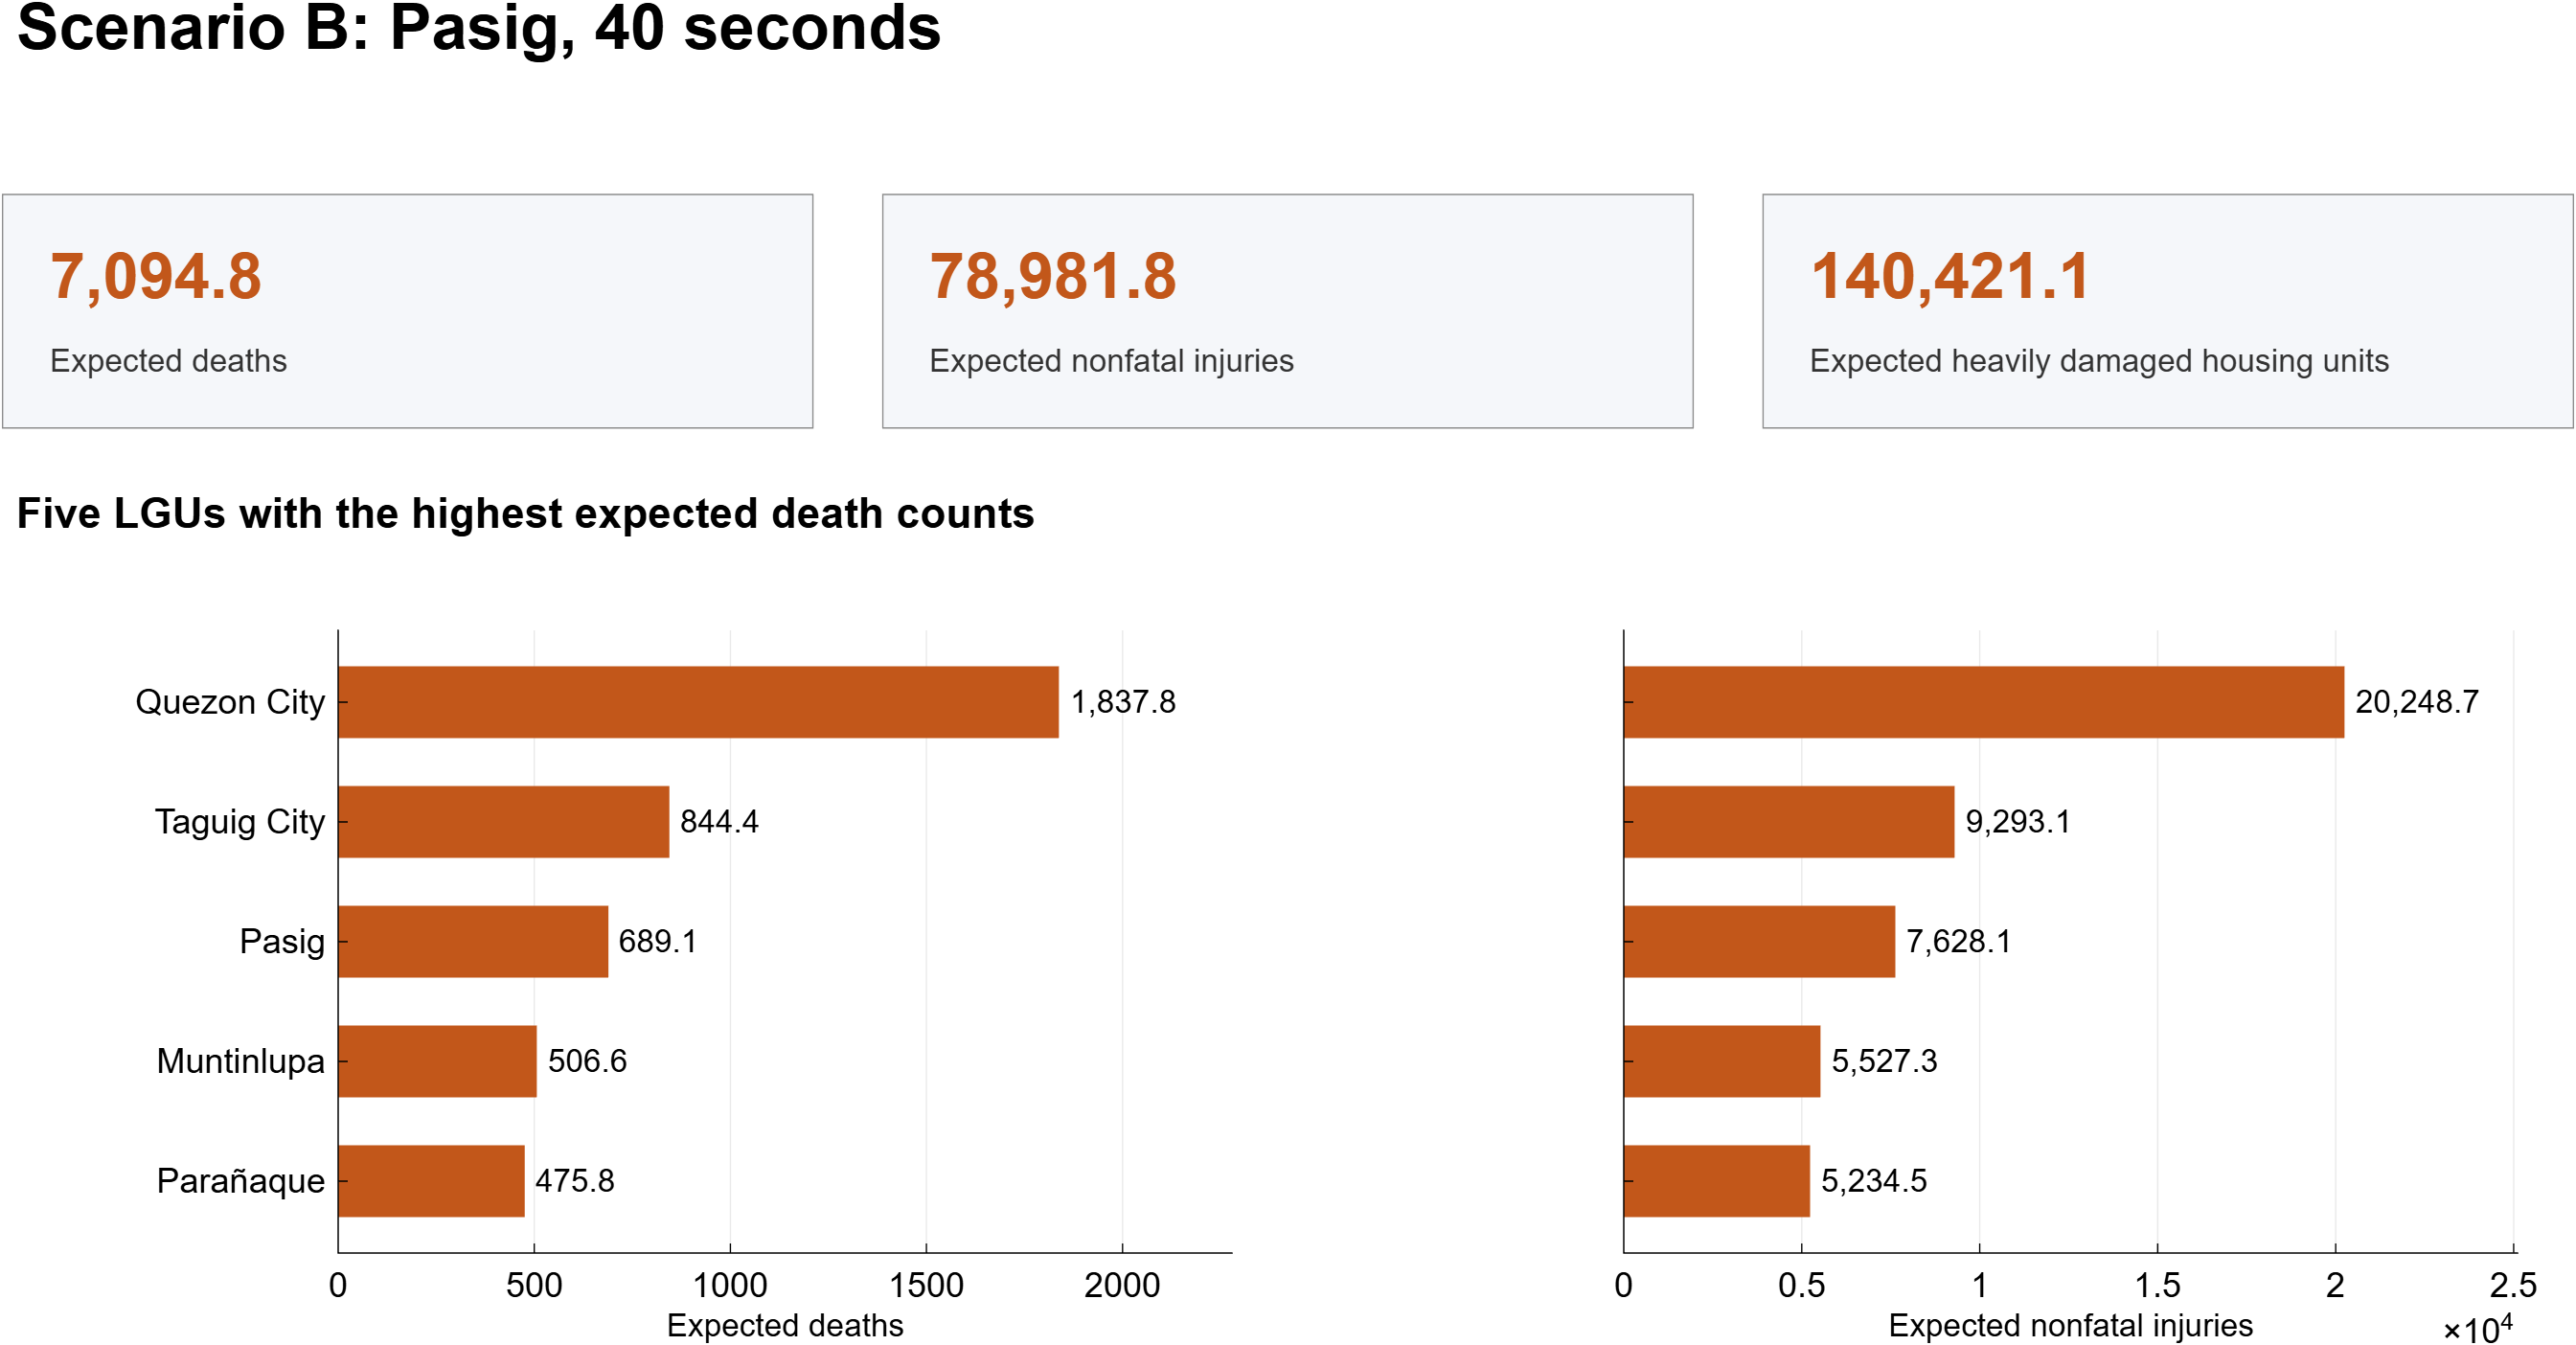 Scenario B: Pasig, 40 seconds
7,094.8
Expected deaths
78,981.8
Expected nonfatal injuries
140,421.1
Expected heavily damaged housing units
Five LGUs with the highest expected death counts
Quezon City 1,837.8
Taguig City 844.4
Pasig 689.1
Muntinlupa 506.6
Parañaque 475.8
0 500 1000 1500 2000
Expected deaths
20,248.7
9,293.1
7,628.1
5,527.3
5,234.5
0 0.5 1 1.5 2 2.5
Expected nonfatal injuries ×10⁴